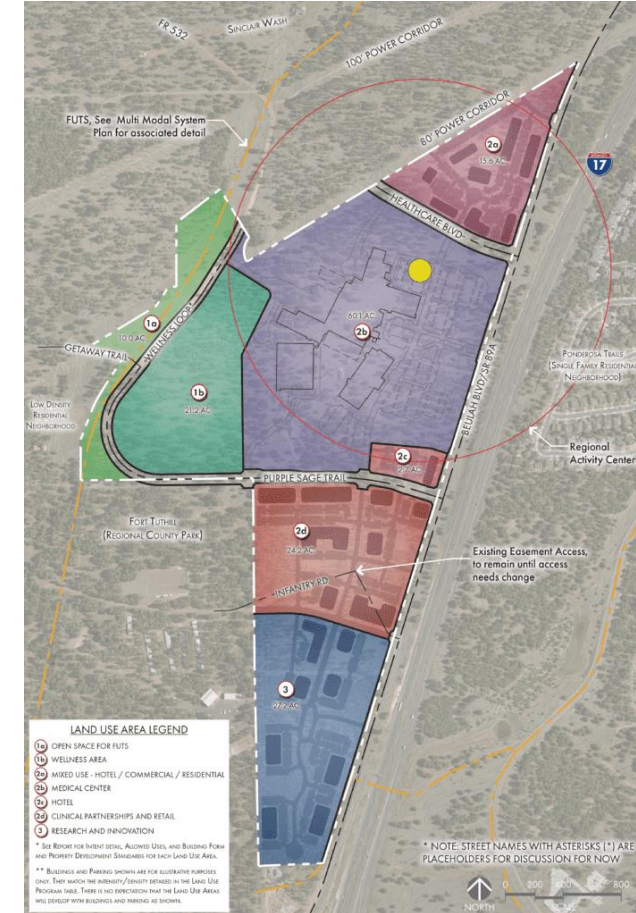 FR 532
SINCLAIR WASH
100' POWER CORRIDOR
FUTS, See Multi Modal System
Plan for associated detail
80' POWER CORRIDOR
2a
15.6 AC
17
HEALTHCARE BLVD
1a
10.0 AC
WELLNESS LOOP*
GETAWAY TRAIL
60.1 AC
2b
BEULAH BLVD/SR 89A
PONDEROSA TRAILS
(SINGLE FAMILY RESIDENTIAL
NEIGHBORHOOD)
1b
21.2 AC
LOW DENSITY
RESIDENTIAL
NEIGHBORHOOD
2c
AC
Regional
Activity Center
PURPLE SAGE TRAIL
FORT TUTHILL
(REGIONAL COUNTY PARK)
2d
24.2 AC
Existing Easement Access,
to remain until access
needs change
INFANTRY RD
3
27.2 AC
LAND USE AREA LEGEND
1a OPEN SPACE FOR FUTS
1b WELLNESS AREA
2a MIXED USE - HOTEL / COMMERCIAL / RESIDENTIAL
2b MEDICAL CENTER
2c HOTEL
2d CLINICAL PARTNERSHIPS AND RETAIL
3 RESEARCH AND INNOVATION
* SEE REPORT FOR INTENT DETAIL, ALLOWED USES, AND BUILDING FORM
AND PROPERTY DEVELOPMENT STANDARDS FOR EACH LAND USE AREA.
** BUILDINGS AND PARKING SHOWN ARE FOR ILLUSTRATIVE PURPOSES
ONLY. THEY MATCH THE INTENSITY/DENSITY DETAILED IN THE LAND USE
PROGRAM TABLE. THERE IS NO EXPECTATION THAT THE LAND USE AREAS
WILL DEVELOP WITH BUILDINGS AND PARKING AS SHOWN.
* NOTE: STREET NAMES WITH ASTERISKS (*) ARE
PLACEHOLDERS FOR DISCUSSION FOR NOW
0 200 400 600 800
NORTH
SCALE